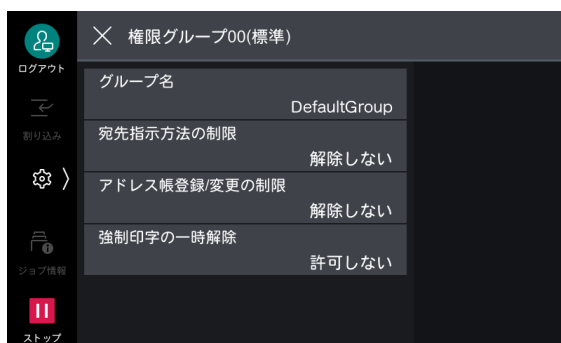 権限グループ00(標準)
ログアウト
グループ名
DefaultGroup
割り込み
宛先指示方法の制限
解除しない
アドレス帳登録/変更の制限
解除しない
強制印字の一時解除
許可しない
ジョブ情報
ストップ